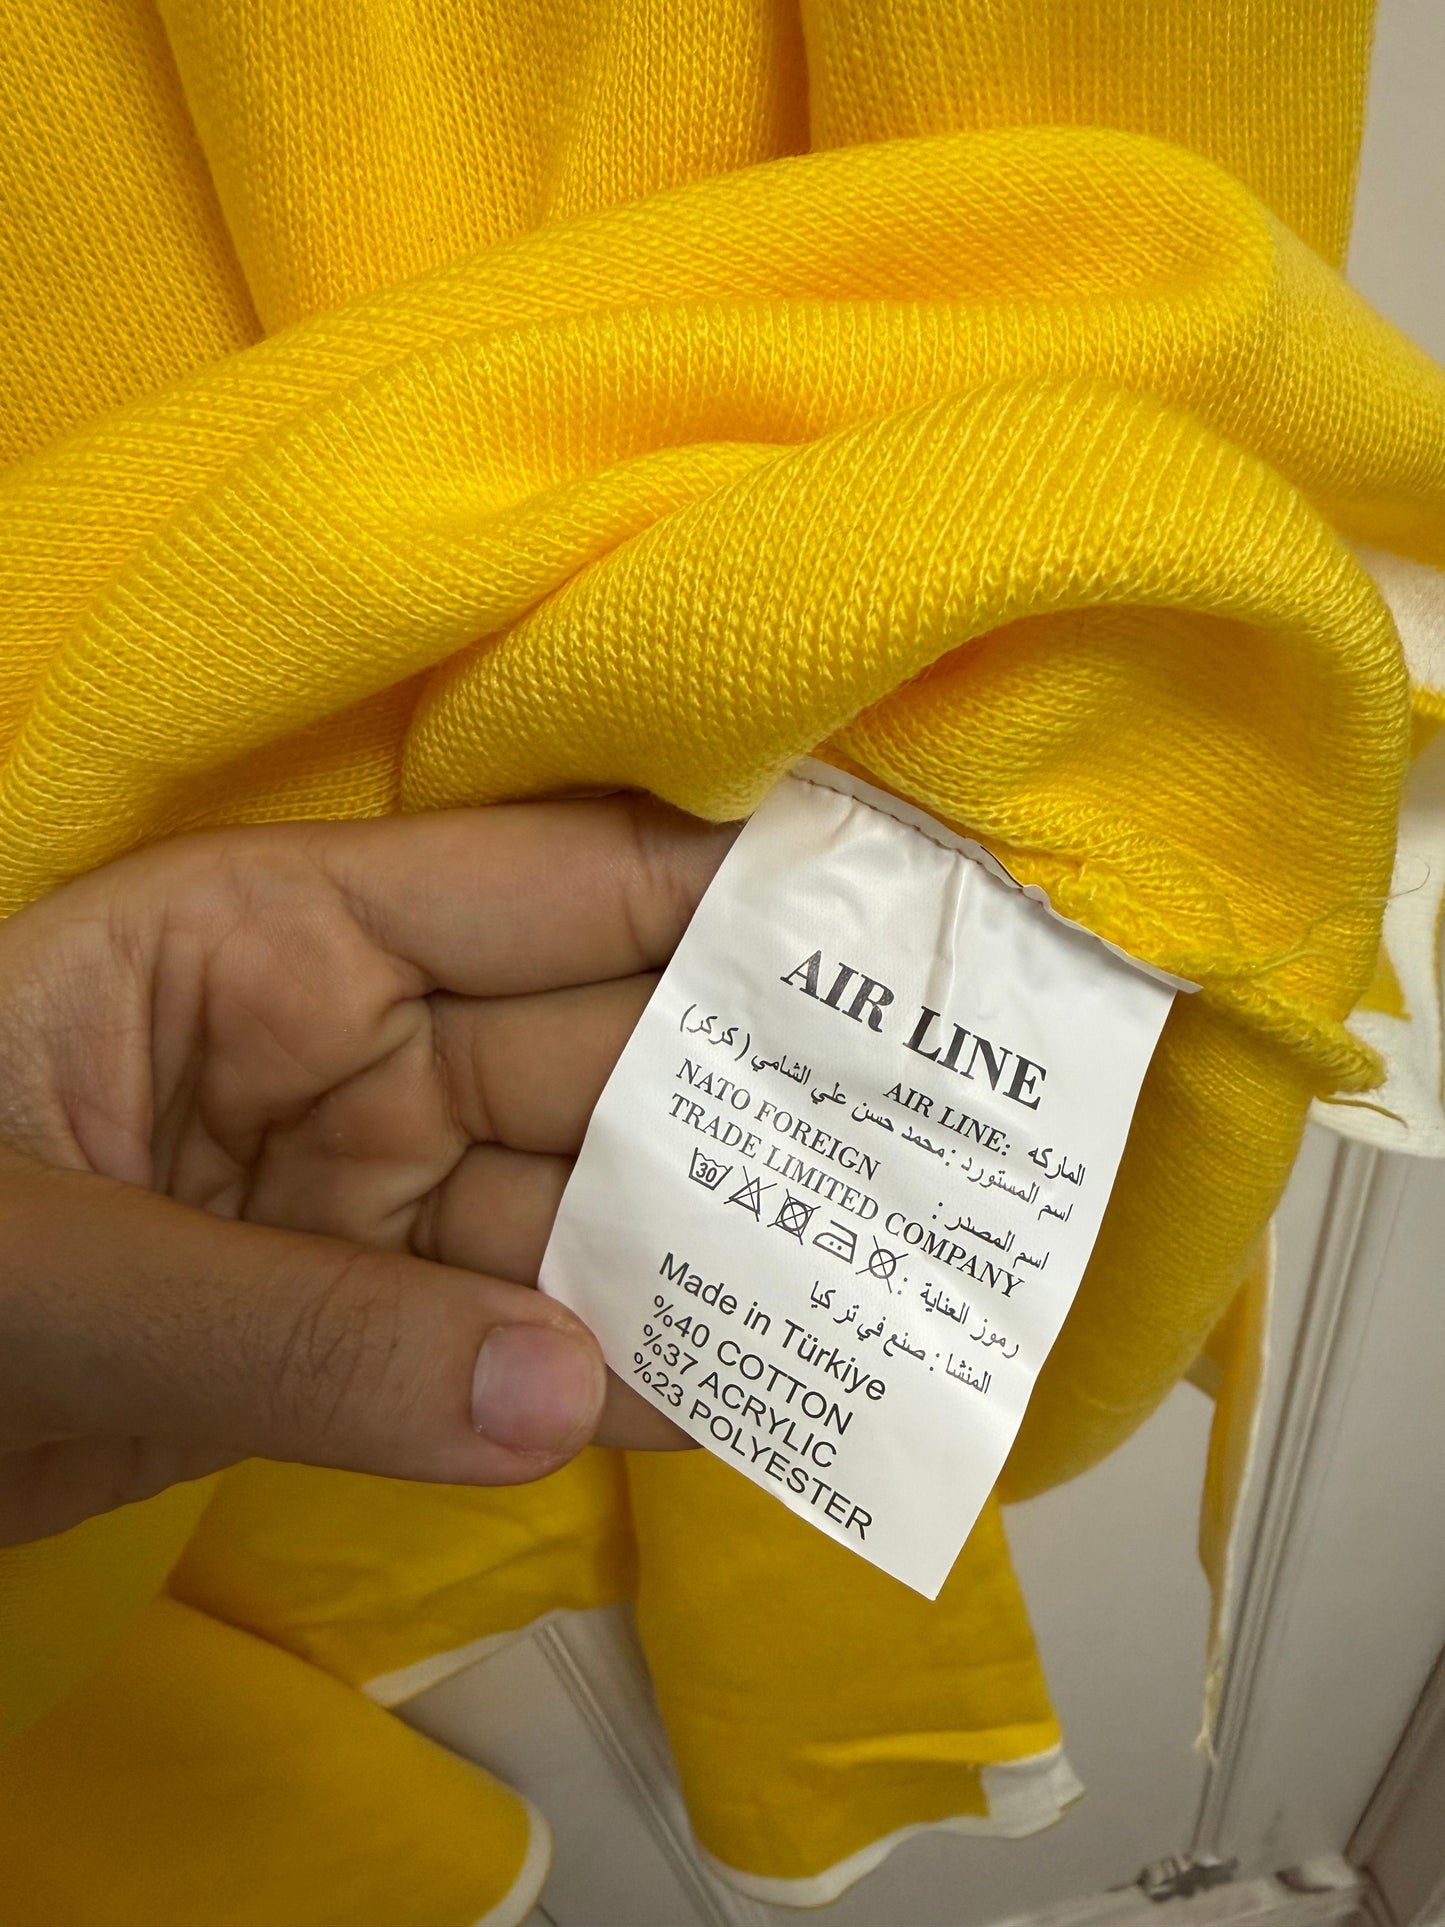 AIR LINE
الماركه :AIR LINE
اسم المستورد :محمد حسن علي الشامي ( كركر)
اسم المصدر :
NATO FOREIGN
TRADE LIMITED COMPANY
30
رموز العناية :
المنشا : صنع في تركيا
Made in Türkiye
%40 COTTON
%37 ACRYLIC
%23 POLYESTER